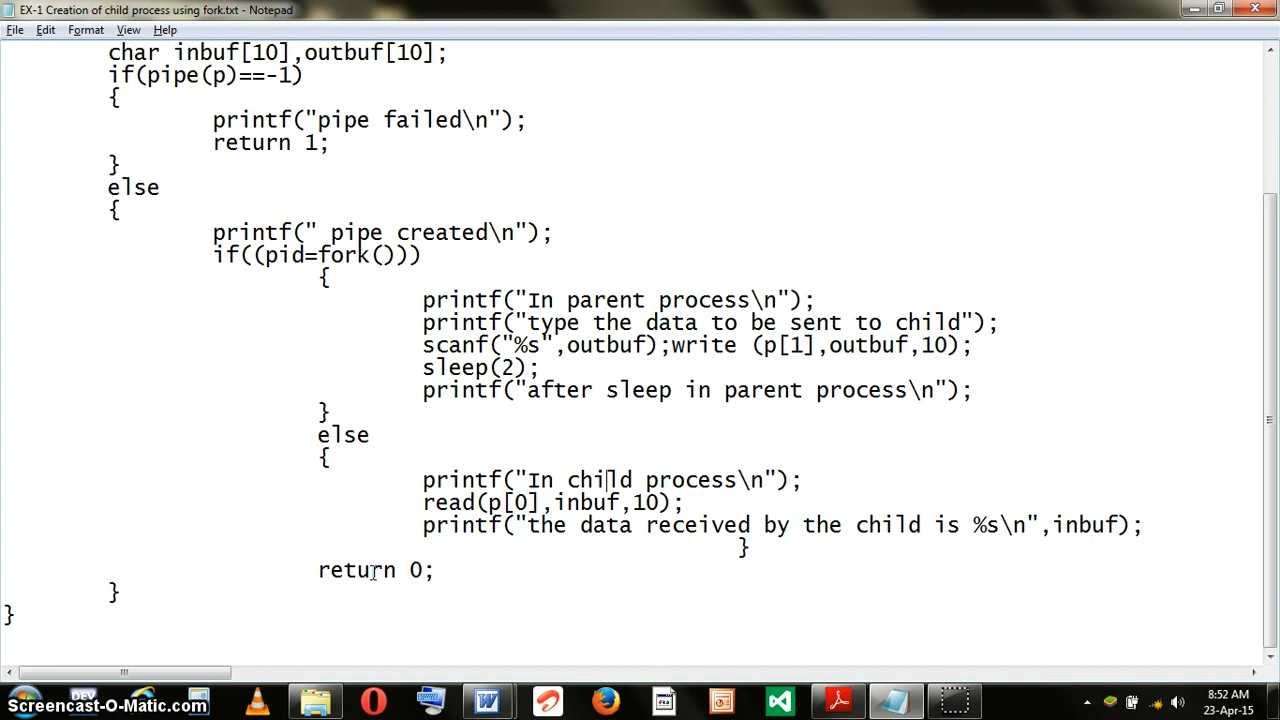 EX-1 Creation of child process using fork.txt - Notepad
File Edit Format View Help
char inbuf[10],outbuf[10];
if(pipe(p)==-1)
{
printf("pipe failed\n");
return 1;
}
else
{
printf(" pipe created\n");
if((pid=fork()))
{
printf("In parent process\n");
printf("type the data to be sent to child");
scanf("%s",outbuf);write (p[1],outbuf,10);
sleep(2);
printf("after sleep in parent process\n");
}
else
{
printf("In child process\n");
read(p[0],inbuf,10);
printf("the data received by the child is %s\n",inbuf);
}
return 0;
}
}
DEV
W
8:52 AM
Screencast-O-Matic.com
23-Apr-15